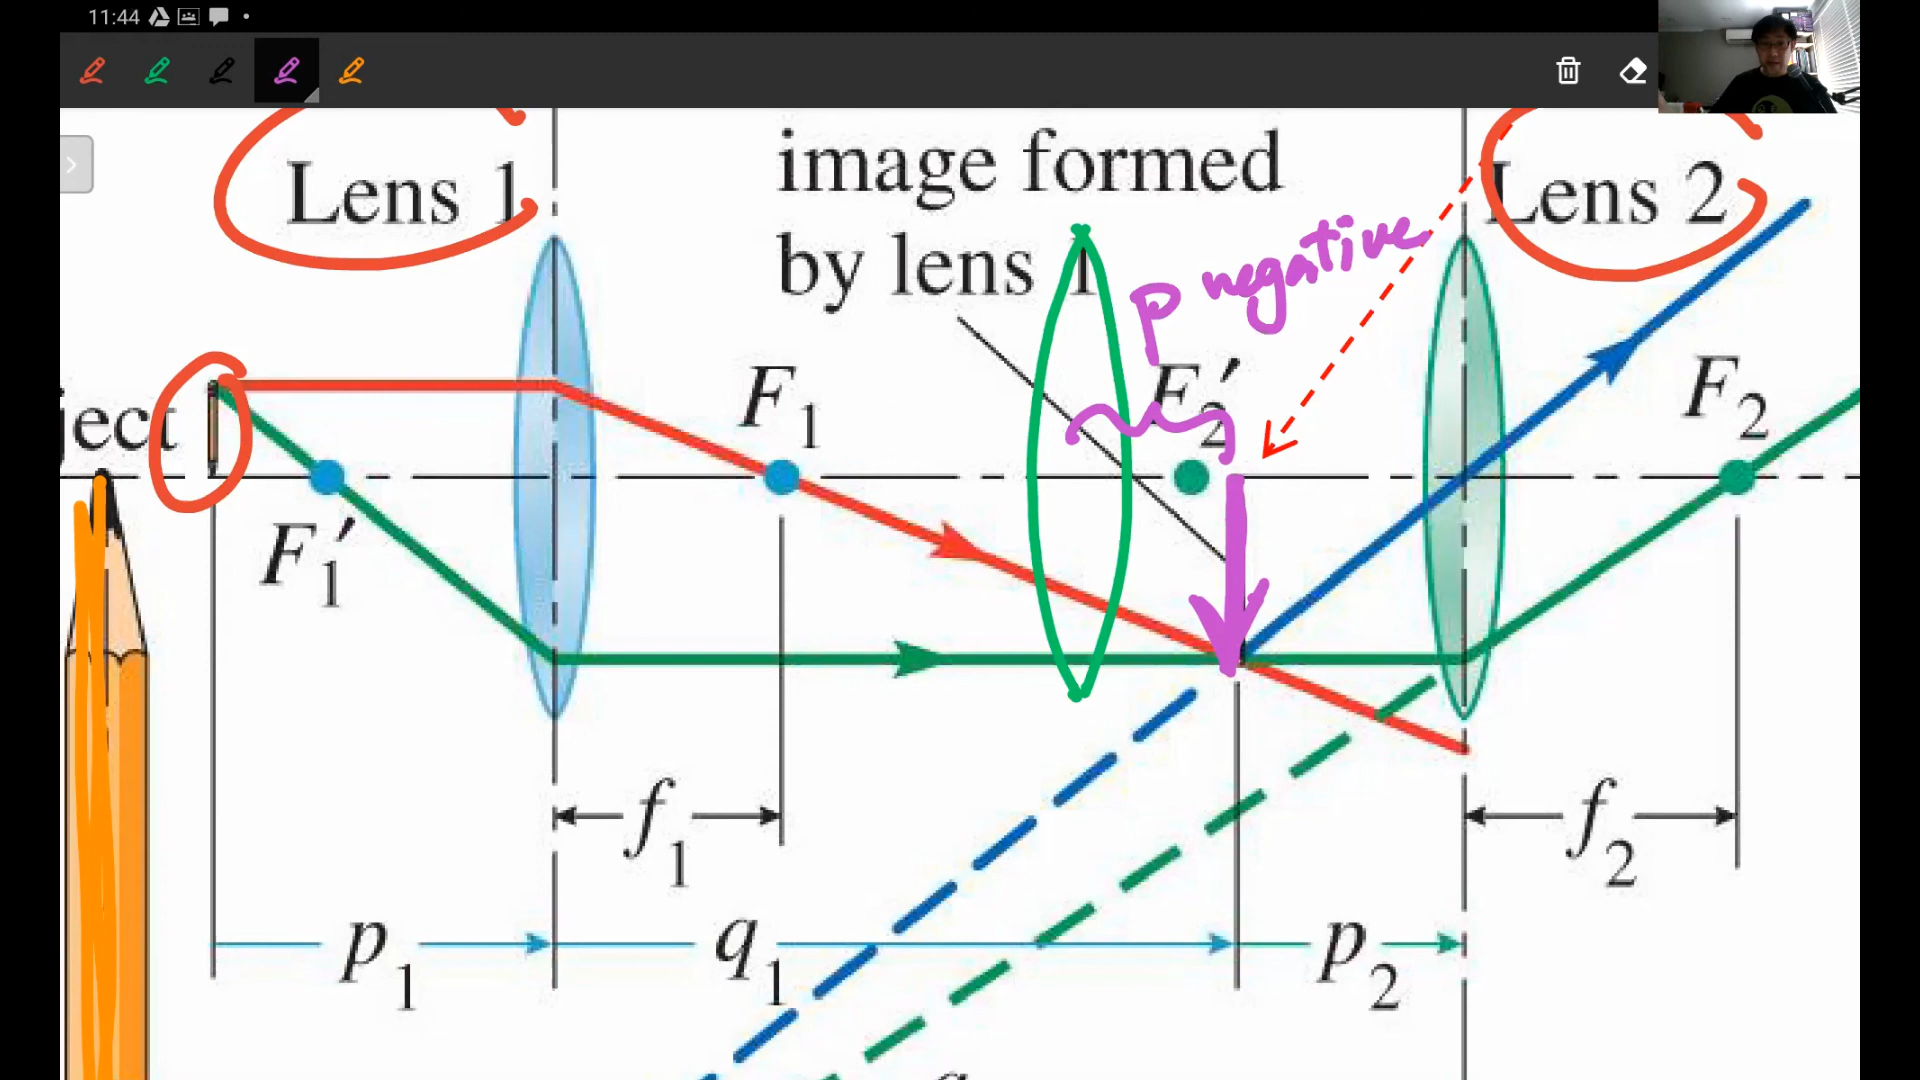 11:44
Lens 1
image formed
by lens 1
Lens 2
p negative
ject
F1
F2′
F2
F1′
f1
f2
p1
q1
p2